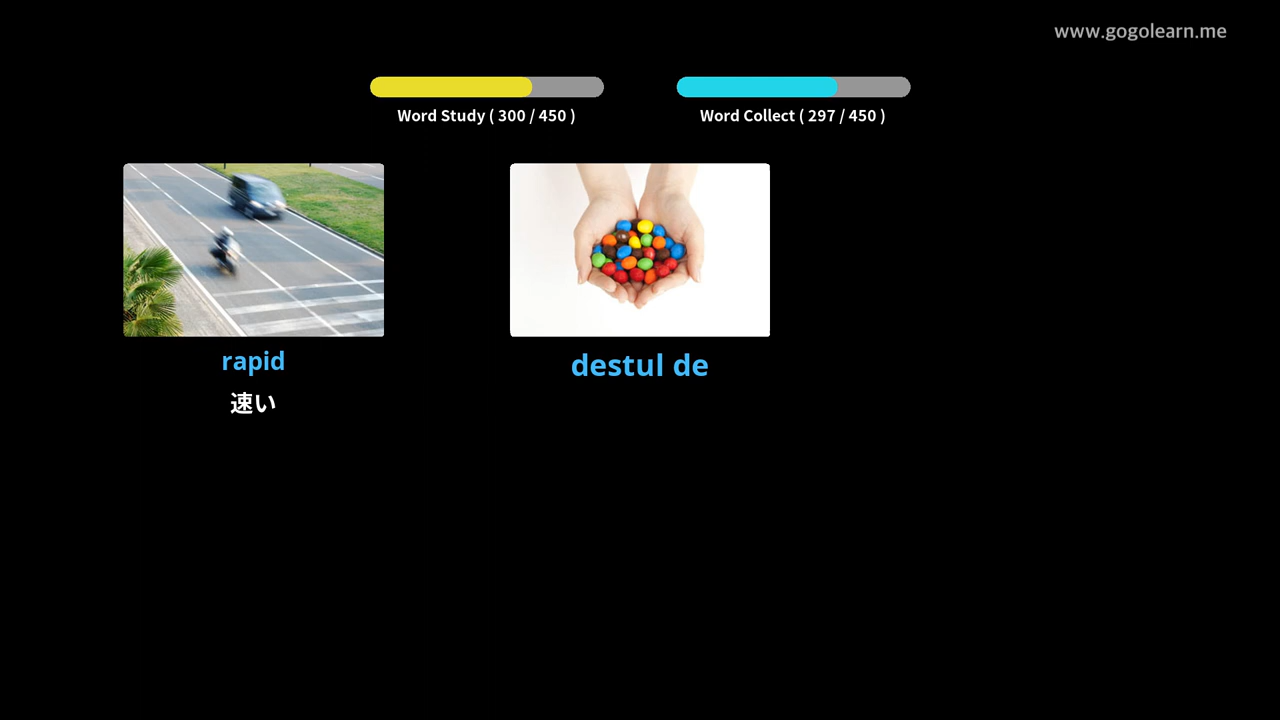 www.gogolearn.me
Word Study ( 300 / 450 )
Word Collect ( 297 / 450 )
rapid
速い
destul de